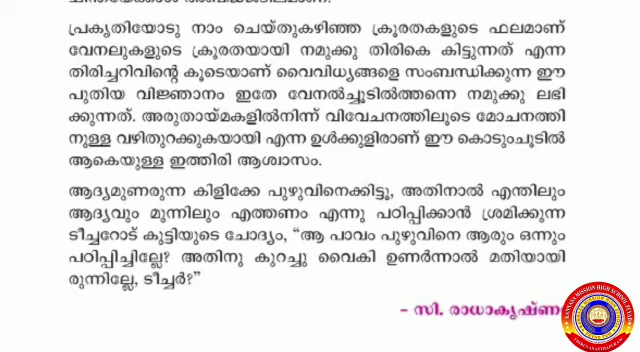 പ്രകൃതിയോടു നാം ചെയ്തുകഴിഞ്ഞ ക്രൂരതകളുടെ ഫലമാണ്
വേനലുകളുടെ ക്രൂരതയായി നമുക്കു തിരികെ കിട്ടുന്നത് എന്ന
തിരിച്ചറിവിന്റെ കൂടെയാണ് വൈവിധ്യങ്ങളെ സംബന്ധിക്കുന്ന ഈ
പുതിയ വിജ്ഞാനം ഇതേ വേനൽച്ചൂടിൽത്തന്നെ നമുക്കു ലഭി
ക്കുന്നത്. അരുതായ്മകളിൽനിന്ന് വിവേചനത്തിലൂടെ മോചനത്തി
നുള്ള വഴിതുറക്കുകയായി എന്ന ഉൾക്കുളിരാണ് ഈ കൊടുംചൂടിൽ
ആകെയുള്ള ഇത്തിരി ആശ്വാസം.
ആദ്യമുണരുന്ന കിളിക്കേ പുഴുവിനെക്കിട്ടൂ, അതിനാൽ എന്തിലും
ആദ്യവും മുന്നിലും എത്തണം എന്നു പഠിപ്പിക്കാൻ ശ്രമിക്കുന്ന
ടീച്ചറോട് കുട്ടിയുടെ ചോദ്യം, "ആ പാവം പുഴുവിനെ ആരും ഒന്നും
പഠിപ്പിച്ചില്ലേ? അതിനു കുറച്ചു വൈകി ഉണർന്നാൽ മതിയായി
രുന്നില്ലേ, ടീച്ചർ?"
- സി. രാധാകൃഷ്ണ